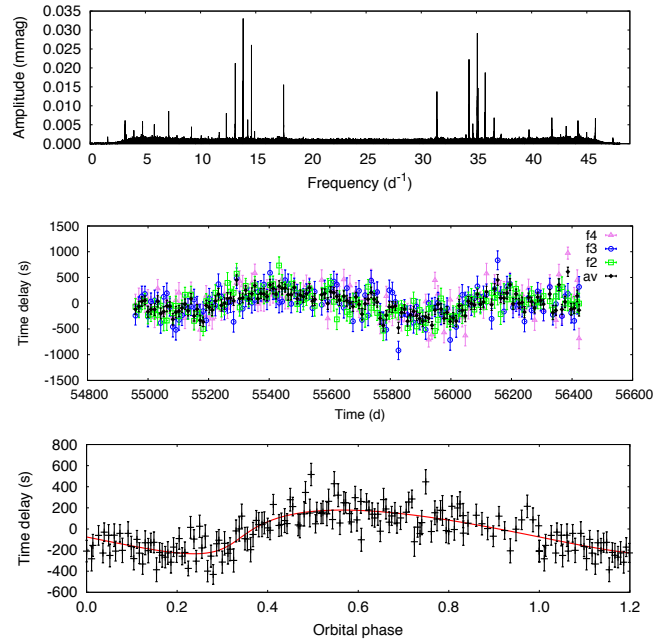 Amplitude (mmag)
0.035
0.030
0.025
0.020
0.015
0.010
0.005
0.000
0 5 10 15 20 25 30 35 40 45
Frequency (d⁻¹)
Time delay (s)
1500
1000
500
0
-500
-1000
-1500
f4
f3
f2
av
54800 55000 55200 55400 55600 55800 56000 56200 56400 56600
Time (d)
Time delay (s)
800
600
400
200
0
-200
-400
-600
0.0 0.2 0.4 0.6 0.8 1.0 1.2
Orbital phase